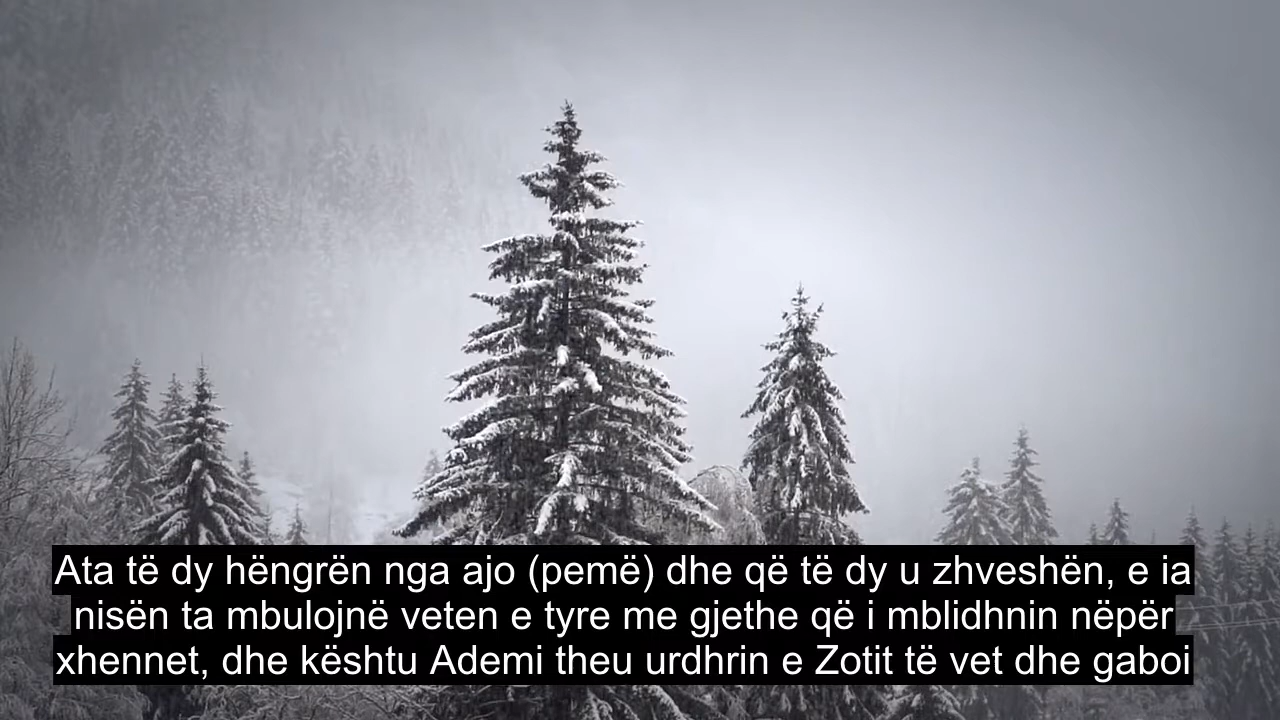 Ata të dy hëngrën nga ajo (pemë) dhe që të dy u zhveshën, e ia
nisën ta mbulojnë veten e tyre me gjethe që i mblidhnin nëpër
xhennet, dhe kështu Ademi theu urdhrin e Zotit të vet dhe gaboi